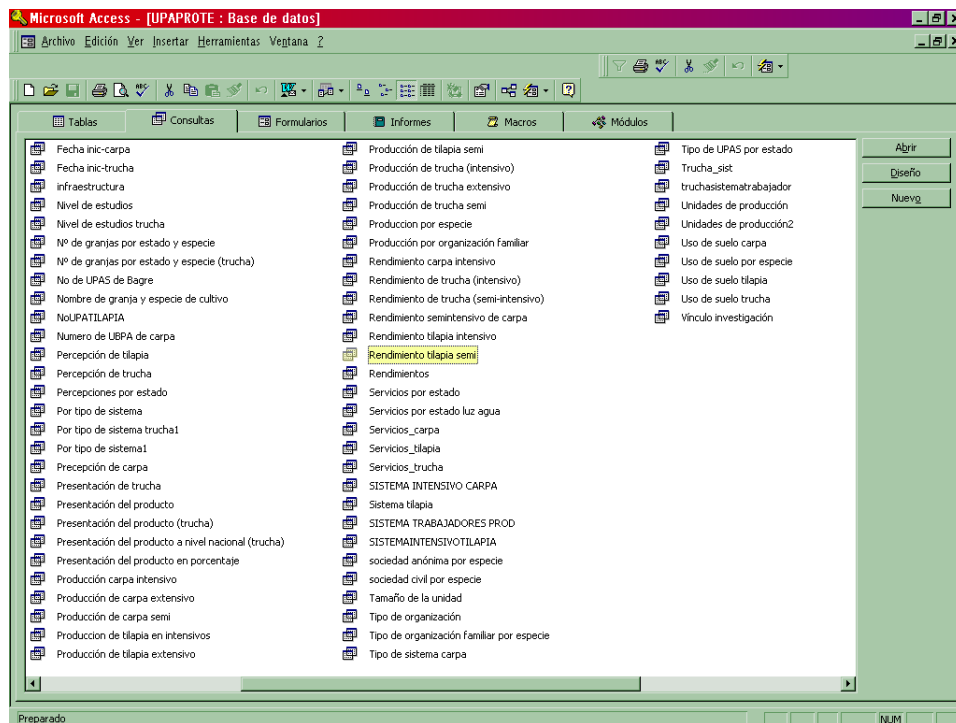 Microsoft Access - [UPAPROTE : Base de datos]
Archivo Edición Ver Insertar Herramientas Ventana ?
Tablas Consultas Formularios Informes Macros Módulos
Fecha inic-carpa
Fecha inic-trucha
infraestructura
Nivel de estudios
Nivel de estudios trucha
Nº de granjas por estado y especie
Nº de granjas por estado y especie (trucha)
No de UPAS de Bagre
Nombre de granja y especie de cultivo
NoUPATILAPIA
Numero de UBPA de carpa
Percepción de tilapia
Percepción de trucha
Percepciones por estado
Por tipo de sistema
Por tipo de sistema trucha1
Por tipo de sistema1
Precepción de carpa
Presentación de trucha
Presentación del producto
Presentación del producto (trucha)
Presentación del producto a nivel nacional (trucha)
Presentación del producto en porcentaje
Producción carpa intensivo
Producción de carpa extensivo
Producción de carpa semi
Produccion de tilapia en intensivos
Producción de tilapia extensivo
Producción de tilapia semi
Producción de trucha (intensivo)
Producción de trucha extensivo
Producción de trucha semi
Produccion por especie
Producción por organización familiar
Rendimiento carpa intensivo
Rendimiento de trucha (intensivo)
Rendimiento de trucha (semi-intensivo)
Rendimiento semintensivo de carpa
Rendimiento tilapia intensivo
Rendimiento tilapia semi
Rendimientos
Servicios por estado
Servicios por estado luz agua
Servicios_carpa
Servicios_tilapia
Servicios_trucha
SISTEMA INTENSIVO CARPA
Sistema tilapia
SISTEMA TRABAJADORES PROD
SISTEMAINTENSIVOTILAPIA
sociedad anónima por especie
sociedad civil por especie
Tamaño de la unidad
Tipo de organización
Tipo de organización familiar por especie
Tipo de sistema carpa
Tipo de UPAS por estado
Trucha_sist
truchasistematrabajador
Unidades de producción
Unidades de producción2
Uso de suelo carpa
Uso de suelo por especie
Uso de suelo tilapia
Uso de suelo trucha
Vínculo investigación
Abrir
Diseño
Nuevo
Preparado
NUM